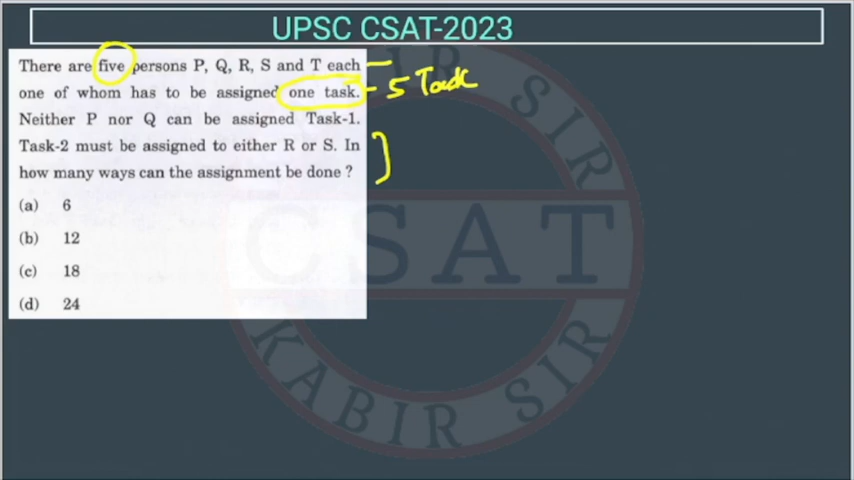 UPSC CSAT-2023
There are five persons P, Q, R, S and T each
one of whom has to be assigned one task.
Neither P nor Q can be assigned Task-1.
Task-2 must be assigned to either R or S. In
how many ways can the assignment be done ?
(a) 6
(b) 12
(c) 18
(d) 24
5 Task
KABIR SIR
CSAT
KABIR SIR